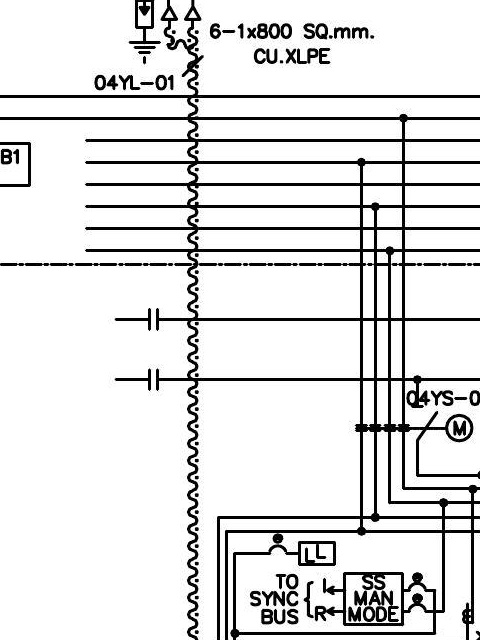 6-1x800 SQ.mm.
CU.XLPE
04YL-01
B1
04YS-0
M
LL
TO
SYNC
BUS
I
R
SS
MAN
MODE